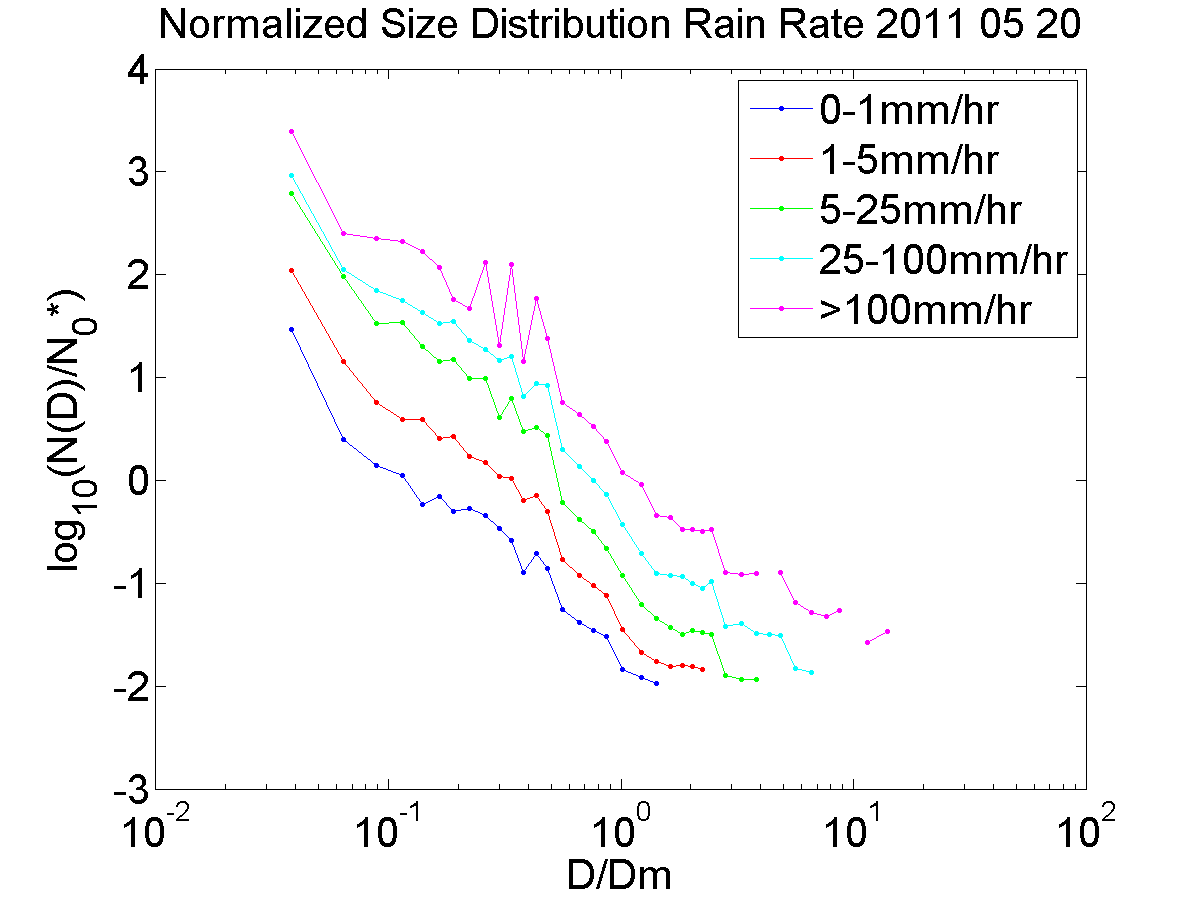 Normalized Size Distribution Rain Rate 2011 05 20
4
3
2
1
0
-1
-2
-3
log10(N(D)/N0*)
0-1mm/hr
1-5mm/hr
5-25mm/hr
25-100mm/hr
>100mm/hr
10-2
10-1
100
101
102
D/Dm